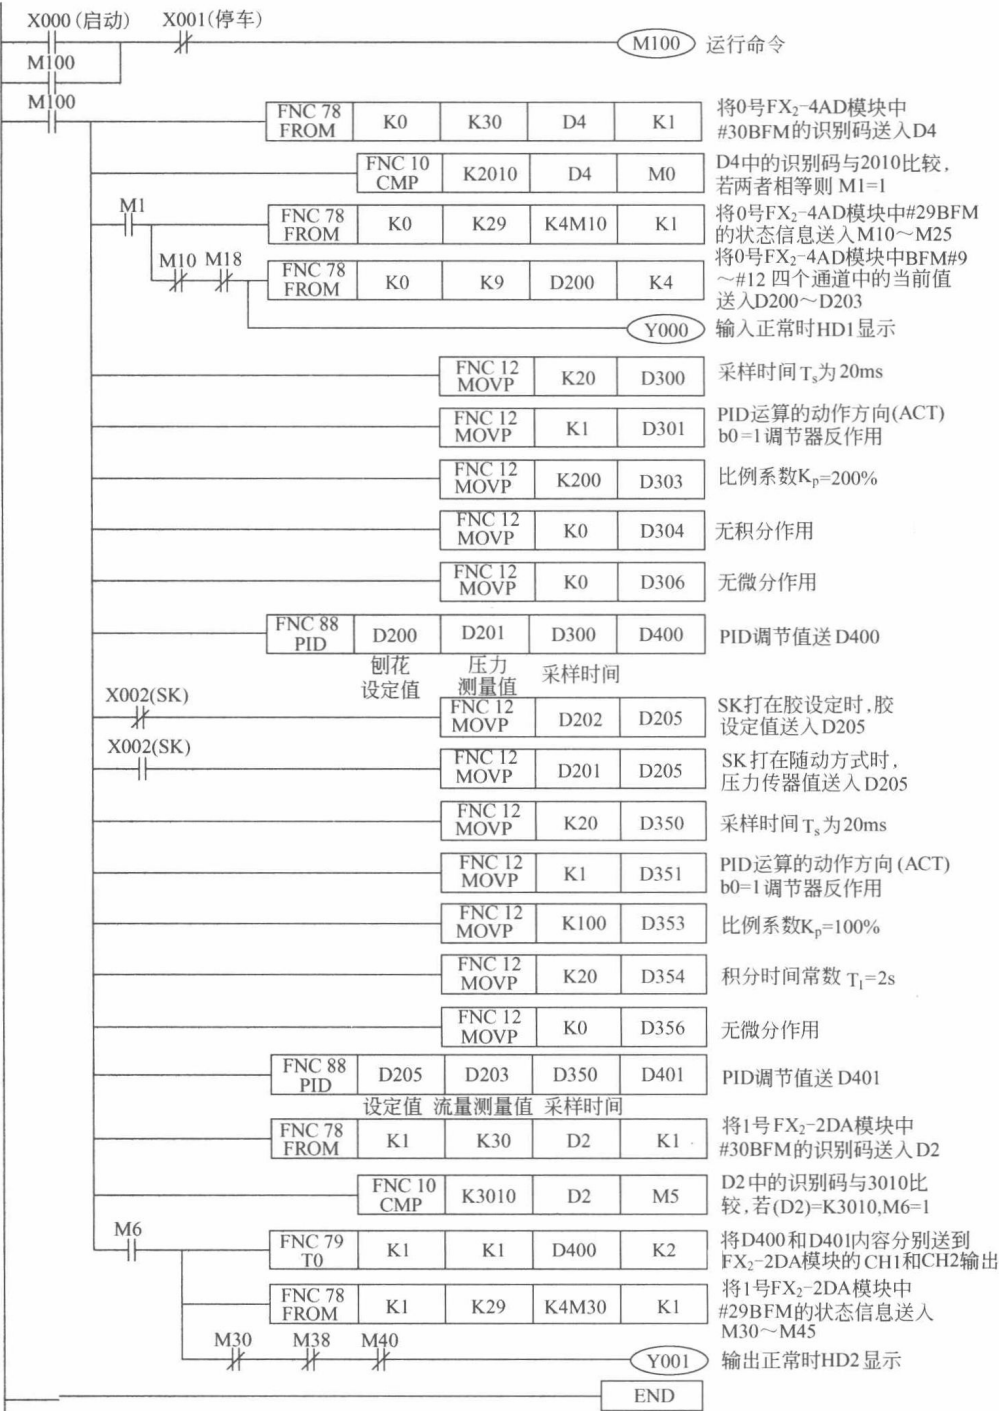 X000(启动) X001(停车)
M100 运行命令
M100
M100
FNC 78 FROM K0 K30 D4 K1 将0号FX₂-4AD模块中
#30BFM的识别码送入D4
FNC 10 CMP K2010 D4 M0 D4中的识别码与2010比较,
若两者相等则 M1=1
M1
FNC 78 FROM K0 K29 K4M10 K1 将0号FX₂-4AD模块中#29BFM
的状态信息送入M10～M25
M10 M18
FNC 78 FROM K0 K9 D200 K4 将0号FX₂-4AD模块中BFM#9
～#12 四个通道中的当前值
送入D200～D203
Y000 输入正常时HD1显示
FNC 12 MOVP K20 D300 采样时间Tₛ为20ms
FNC 12 MOVP K1 D301 PID运算的动作方向(ACT)
b0=1调节器反作用
FNC 12 MOVP K200 D303 比例系数Kₚ=200%
FNC 12 MOVP K0 D304 无积分作用
FNC 12 MOVP K0 D306 无微分作用
FNC 88 PID D200 D201 D300 D400 PID调节值送D400
刨花 压力 采样时间
设定值 测量值
X002(SK)
FNC 12 MOVP D202 D205 SK打在胶设定时,胶
设定值送入D205
X002(SK)
FNC 12 MOVP D201 D205 SK打在随动方式时,
压力传器值送入D205
FNC 12 MOVP K20 D350 采样时间Tₛ为20ms
FNC 12 MOVP K1 D351 PID运算的动作方向(ACT)
b0=1调节器反作用
FNC 12 MOVP K100 D353 比例系数Kₚ=100%
FNC 12 MOVP K20 D354 积分时间常数 T₁=2s
FNC 12 MOVP K0 D356 无微分作用
FNC 88 PID D205 D203 D350 D401 PID调节值送D401
设定值 流量测量值 采样时间
FNC 78 FROM K1 K30 D2 K1 将1号FX₂-2DA模块中
#30BFM的识别码送入D2
FNC 10 CMP K3010 D2 M5 D2中的识别码与3010比
较,若(D2)=K3010,M6=1
M6
FNC 79 T0 K1 K1 D400 K2 将D400和D401内容分别送到
FX₂-2DA模块的CH1和CH2输出
FNC 78 FROM K1 K29 K4M30 K1 将1号FX₂-2DA模块中
#29BFM的状态信息送入
M30～M45
M30 M38 M40
Y001 输出正常时HD2显示
END